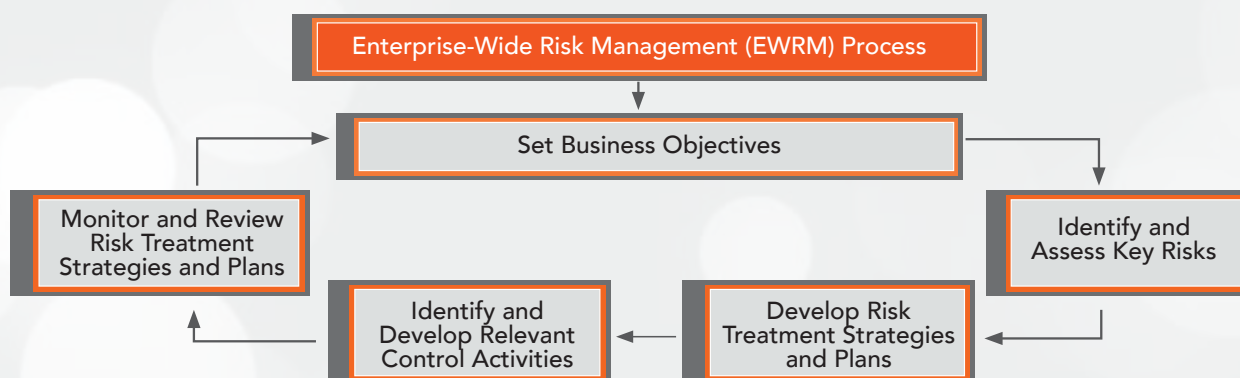 Enterprise-Wide Risk Management (EWRM) Process
Set Business Objectives
Identify and
Assess Key Risks
Develop Risk
Treatment Strategies
and Plans
Identify and
Develop Relevant
Control Activities
Monitor and Review
Risk Treatment
Strategies and Plans